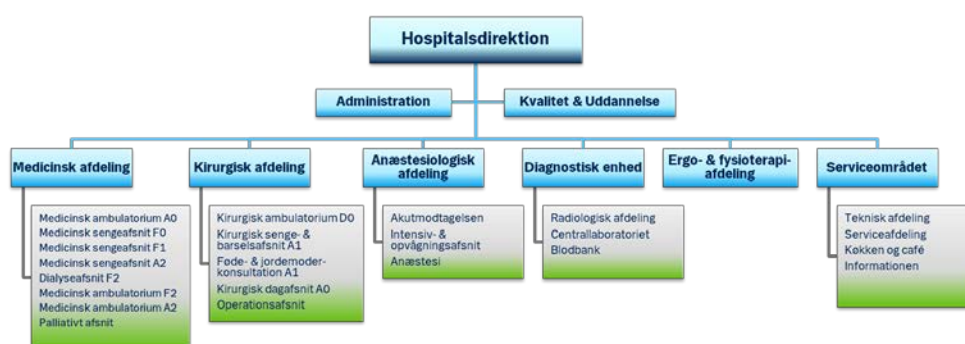 Hospitalsdirektion
Administration
Kvalitet & Uddannelse
Medicinsk afdeling
Medicinsk ambulatorium A0
Medicinsk sengeafsnit F0
Medicinsk sengeafsnit F1
Medicinsk sengeafsnit A2
Dialyseafsnit F2
Medicinsk ambulatorium F2
Medicinsk ambulatorium A2
Palliativt afsnit
Kirurgisk afdeling
Kirurgisk ambulatorium D0
Kirurgisk senge- &
barselsafsnit A1
Føde- & jordemoder-
konsultation A1
Kirurgisk dagafsnit A0
Operationsafsnit
Anæstesiologisk
afdeling
Akutmodtagelsen
Intensiv- &
opvågningsafsnit
Anæstesi
Diagnostisk enhed
Radiologisk afdeling
Centrallaboratoriet
Blodbank
Ergo- & fysioterapi-
afdeling
Serviceområdet
Teknisk afdeling
Serviceafdeling
Køkken og café
Informationen